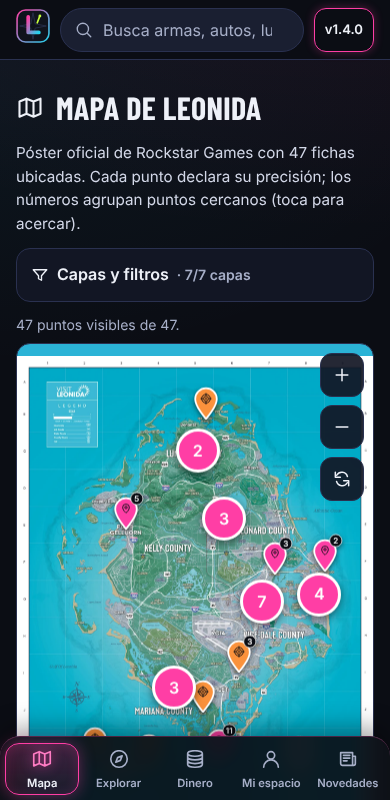 Busca armas, autos, lu
v1.4.0
MAPA DE LEONIDA
Póster oficial de Rockstar Games con 47 fichas
ubicadas. Cada punto declara su precisión; los
números agrupan puntos cercanos (toca para
acercar).
Capas y filtros · 7/7 capas
47 puntos visibles de 47.
VISIT
LEONIDA
LEGEND
2
5
3
ONARD COUNTY
KELLY COUNTY
3
2
7
4
DALE COUNTY
3
3
MARIANA COUNTY
11
Mapa
Explorar
Dinero
Mi espacio
Novedades